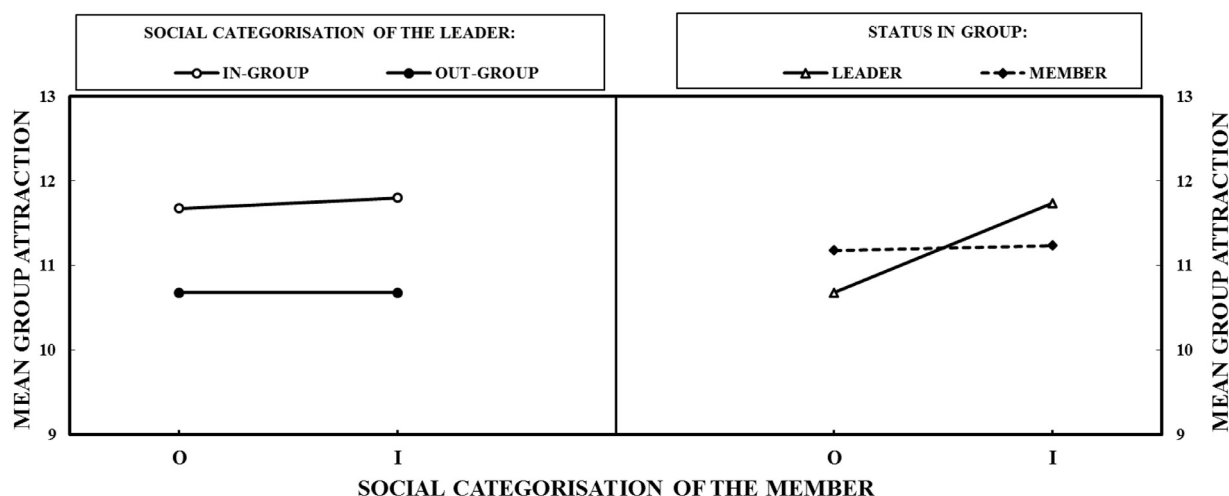 SOCIAL CATEGORISATION OF THE LEADER:
IN-GROUP OUT-GROUP
STATUS IN GROUP:
LEADER MEMBER
MEAN GROUP ATTRACTION
13
12
11
10
9
O I
O I
13
12
11
10
9
MEAN GROUP ATTRACTION
SOCIAL CATEGORISATION OF THE MEMBER